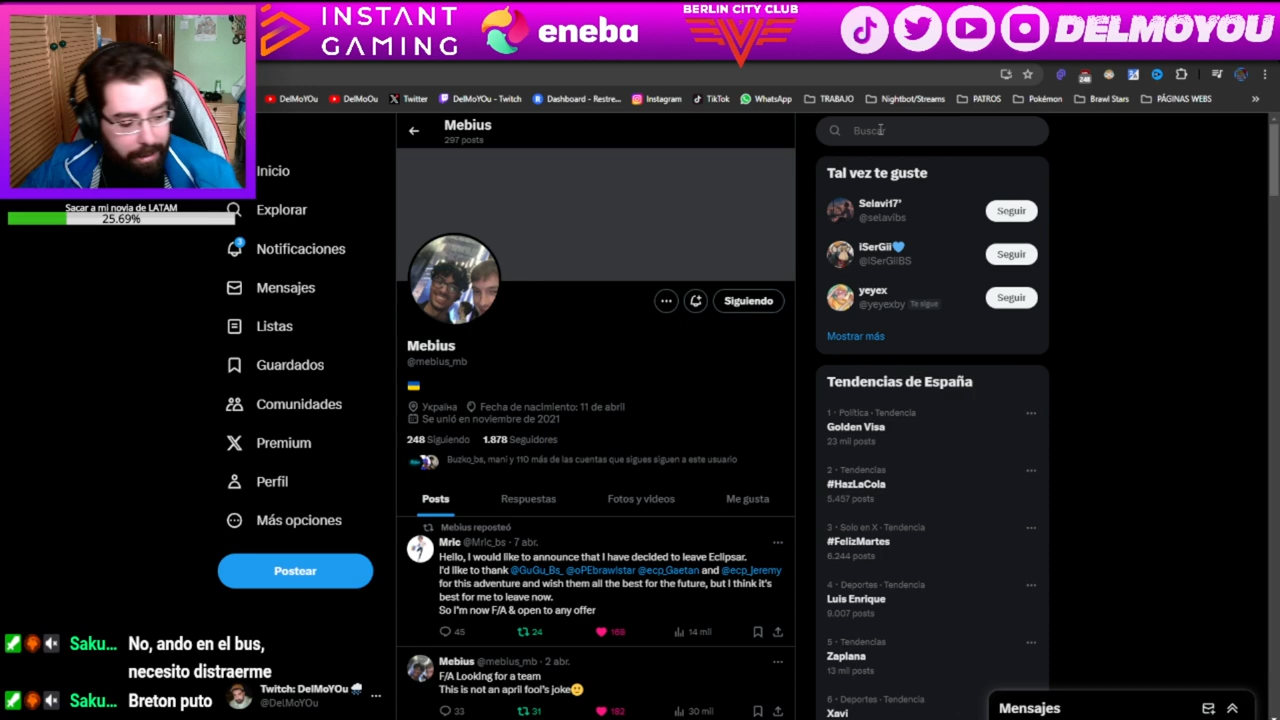 INSTANT
GAMING
eneba
BERLIN CITY CLUB
DELMOYOU
248
DelMoYOu
DelMoOu
Twitter
DelMoYOu - Twitch
Dashboard - Restre...
Instagram
TikTok
WhatsApp
TRABAJO
Nightbot/Streams
PATROS
Pokémon
Brawl Stars
PÁGINAS WEBS
Sacar a mi novia de LATAM
25.69%
Inicio
Explorar
3
Notificaciones
Mensajes
Listas
Guardados
Comunidades
Premium
Perfil
Más opciones
Postear
Twitch: DelMoYOu
@DelMoYOu
Mebius
297 posts
Siguiendo
Mebius
@mebius_mb
Україна
Fecha de nacimiento: 11 de abril
Se unió en noviembre de 2021
248 Siguiendo 1.878 Seguidores
Buzko_bs, mani y 110 más de las cuentas que sigues siguen a este usuario
Posts Respuestas Fotos y videos Me gusta
Mebius reposteó
Mric @Mric_bs · 7 abr.
Hello, I would like to announce that I have decided to leave Eclipsar.
I'd like to thank @GuGu_Bs_ @oPEbrawlstar @ecp_Gaetan and @ecp_Jeremy
for this adventure and wish them all the best for the future, but I think it's
best for me to leave now.
So I'm now F/A & open to any offer
45 24 169 14 mil
Mebius @mebius_mb · 2 abr.
F/A Looking for a team
This is not an april fool's joke
33 31 182 30 mil
Buscar
Tal vez te guste
Selavi17*
@selavibs
Seguir
iSerGii
@iSerGiiBS
Seguir
yeyex
@yeyexby Te sigue
Seguir
Mostrar más
Tendencias de España
1 · Política · Tendencia
Golden Visa
23 mil posts
2 · Tendencias
#HazLaCola
5.457 posts
3 · Solo en X · Tendencia
#FelizMartes
6.244 posts
4 · Deportes · Tendencia
Luis Enrique
9.007 posts
5 · Tendencias
Zaplana
13 mil posts
6 · Deportes · Tendencia
Xavi
Mensajes
Saku... No, ando en el bus,
necesito distraerme
Saku... Breton puto